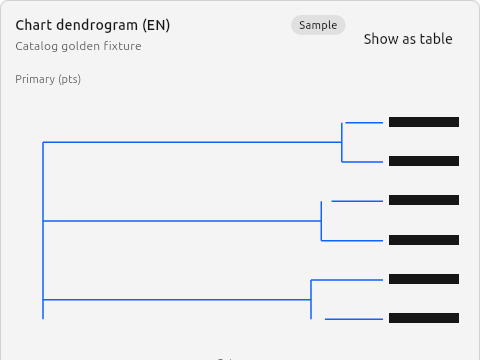 Chart dendrogram (EN)
Sample
Show as table
Catalog golden fixture
Primary (pts)